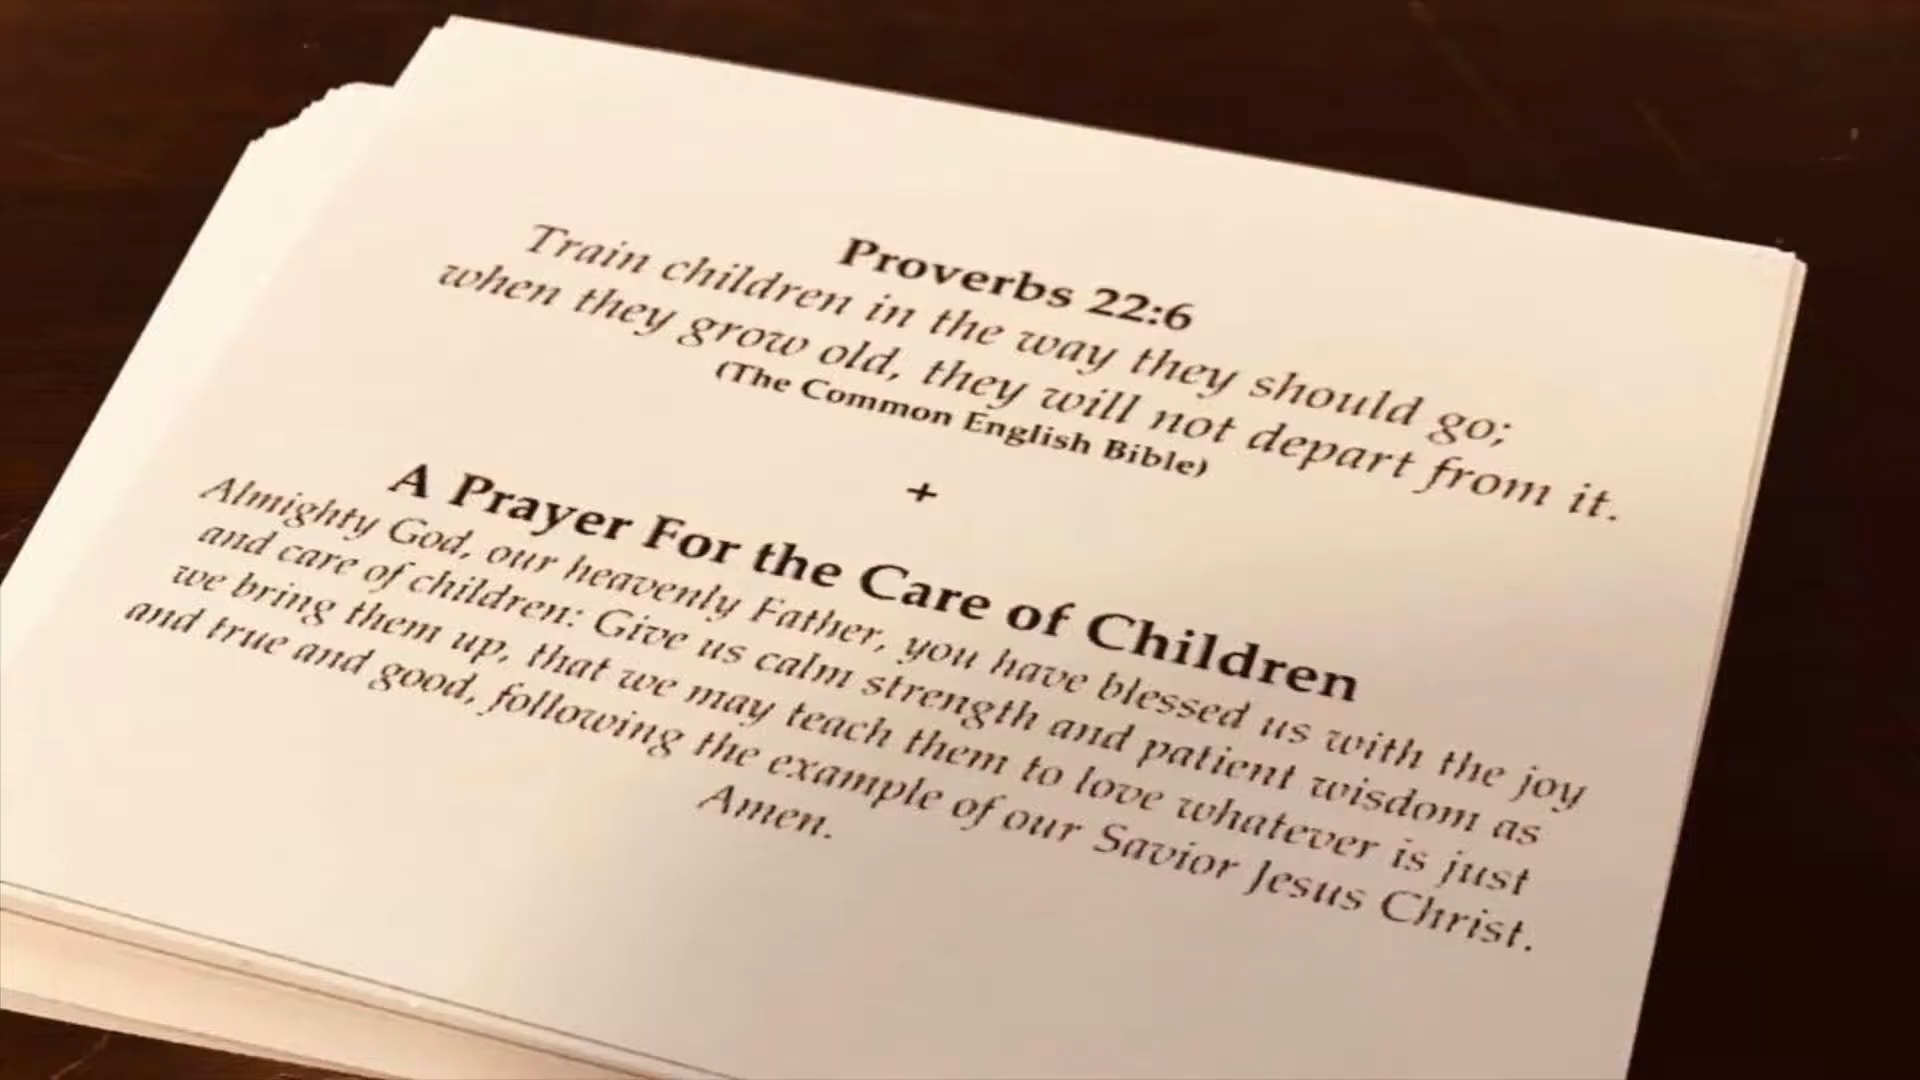 Proverbs 22:6
Train children in the way they should go;
when they grow old, they will not depart from it.
(The Common English Bible)
+
A Prayer For the Care of Children
Almighty God, our heavenly Father, you have blessed us with the joy
and care of children: Give us calm strength and patient wisdom as
we bring them up, that we may teach them to love whatever is just
and true and good, following the example of our Savior Jesus Christ.
Amen.